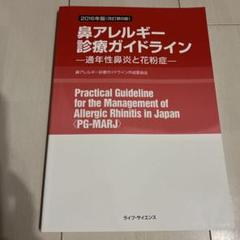 2016年版(改訂第8版)
鼻アレルギー
診療ガイドライン
―通年性鼻炎と花粉症―
鼻アレルギー診療ガイドライン作成委員会
Practical Guideline
for the Management of
Allergic Rhinitis in Japan
〈PG-MARJ〉
ライフ・サイエンス